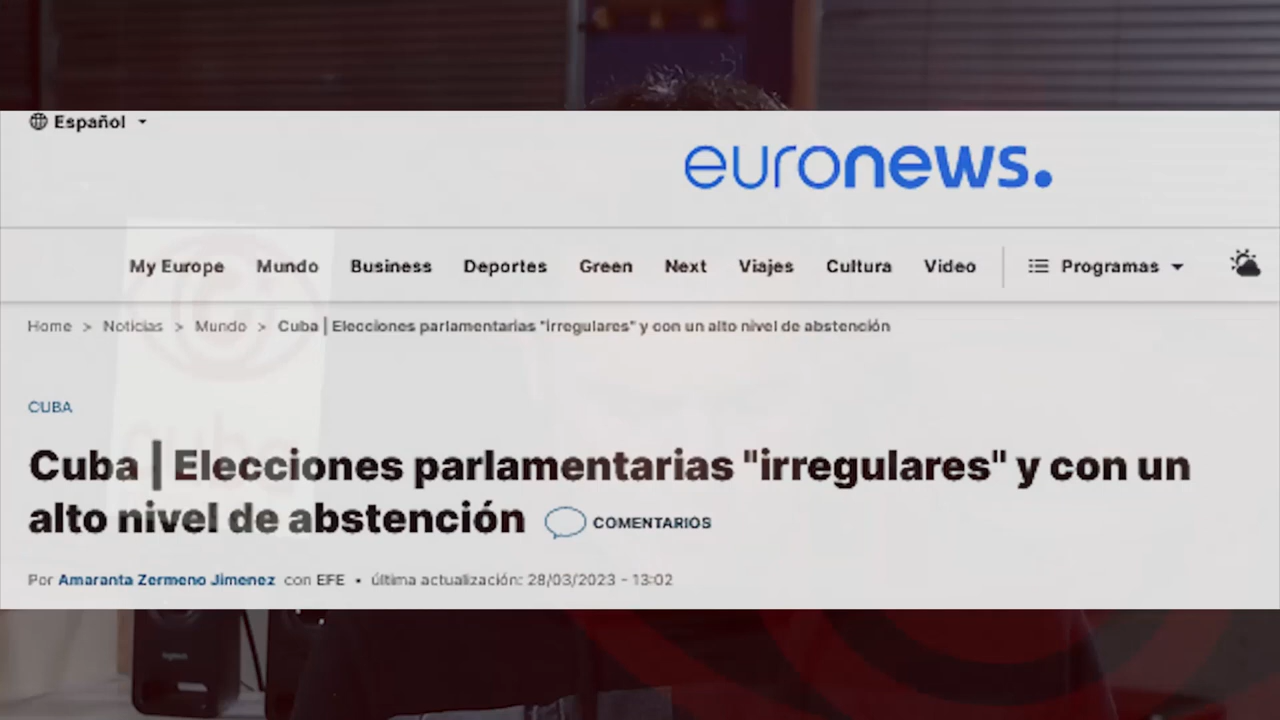 Español
euronews.
My Europe Mundo Business Deportes Green Next Viajes Cultura Video Programas
Home > Noticias > Mundo > Cuba | Elecciones parlamentarias "irregulares" y con un alto nivel de abstención
CUBA
Cuba | Elecciones parlamentarias "irregulares" y con un
alto nivel de abstención COMENTARIOS
Por Amaranta Zermeno Jimenez con EFE • última actualización: 28/03/2023 - 13:02